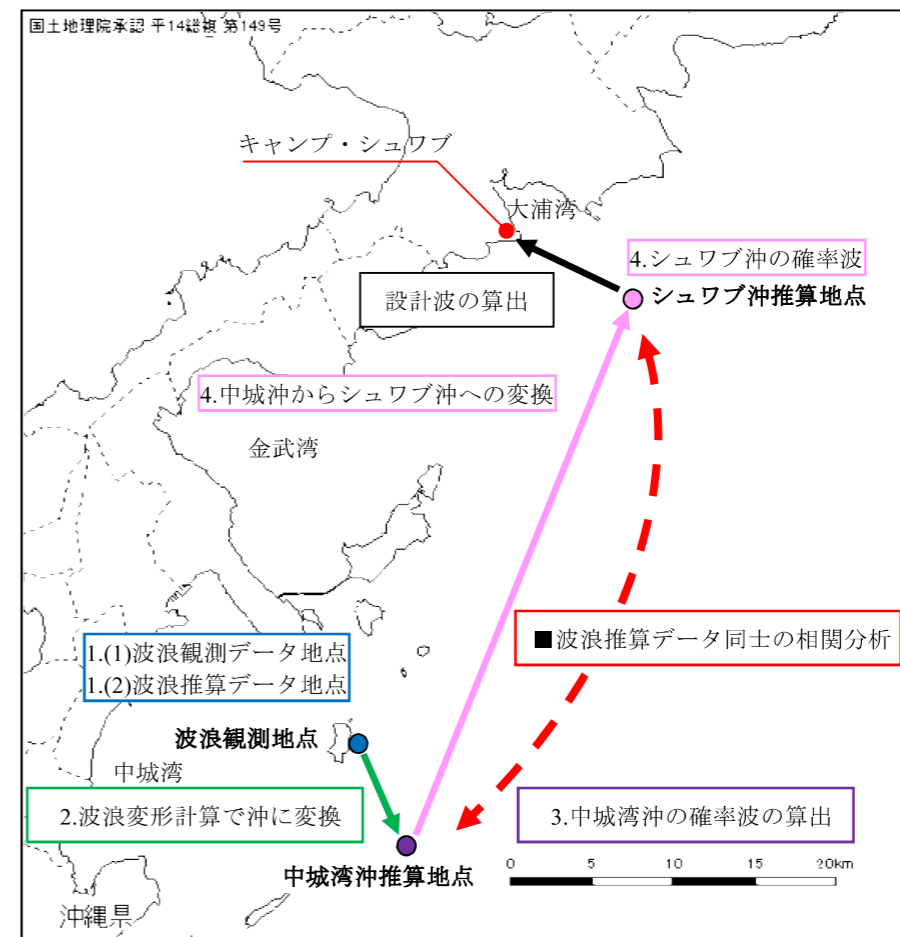 国土地理院承認 平14総複 第149号
キャンプ・シュワブ
大浦湾
4.シュワブ沖の確率波
シュワブ沖推算地点
設計波の算出
4.中城沖からシュワブ沖への変換
金武湾
■波浪推算データ同士の相関分析
1.(1)波浪観測データ地点
1.(2)波浪推算データ地点
波浪観測地点
中城湾
2.波浪変形計算で沖に変換
3.中城湾沖の確率波の算出
中城湾沖推算地点
0 5 10 15 20km
沖縄県